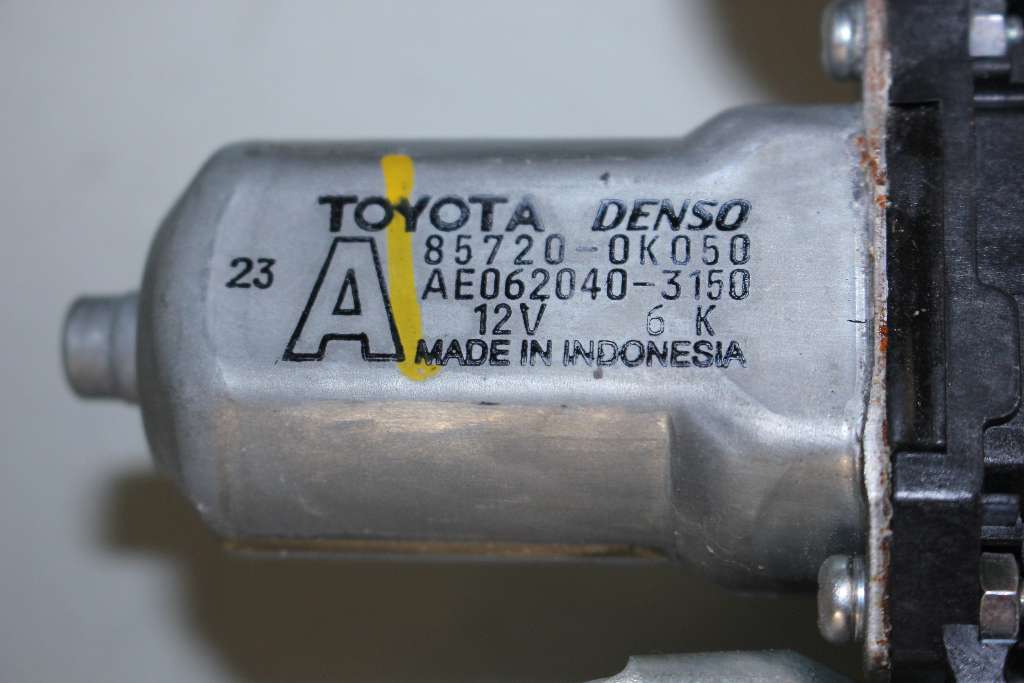 TOYOTA DENSO
85720-0K050
23 A AE062040-3150
12V 6 K
MADE IN INDONESIA